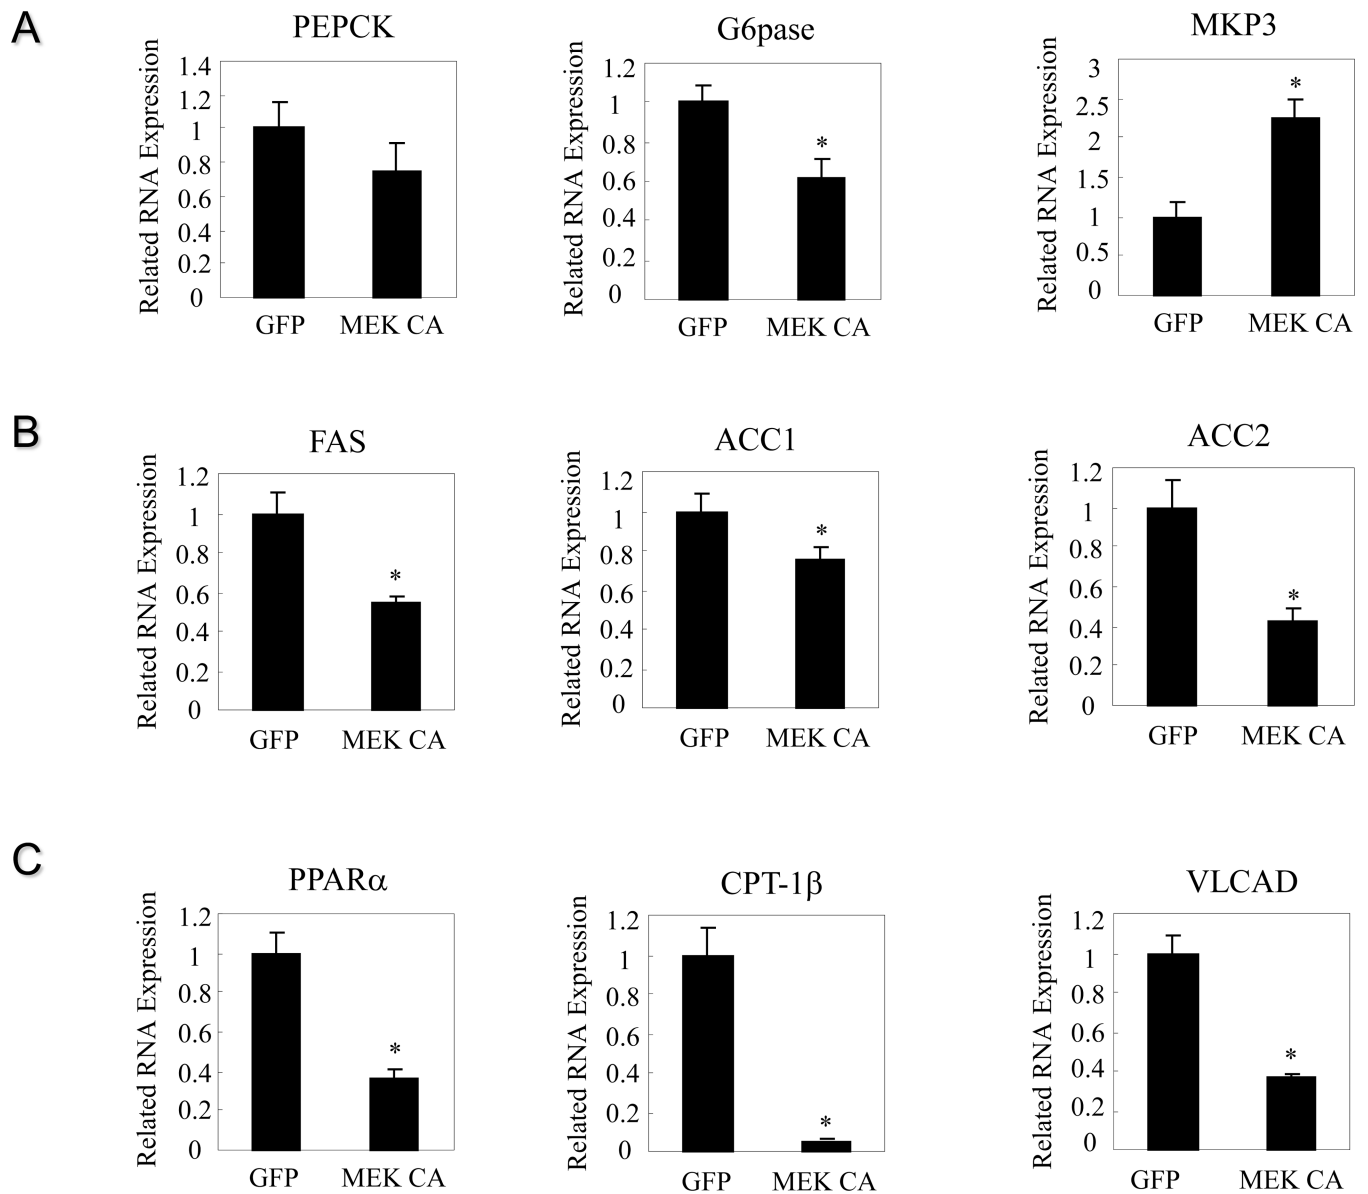 A
PEPCK
Related RNA Expression
1.4
1.2
1
0.8
0.6
0.4
0.2
0
GFP MEK CA
G6pase
Related RNA Expression
1.2
1
0.8
0.6
0.4
0.2
0
GFP MEK CA
MKP3
Related RNA Expression
3
2.5
2
1.5
1
0.5
0
*
*
GFP MEK CA
B
FAS
Related RNA Expression
1.2
1
0.8
0.6
0.4
0.2
0
*
GFP MEK CA
ACC1
Related RNA Expression
1.2
1
0.8
0.6
0.4
0.2
0
*
GFP MEK CA
ACC2
Related RNA Expression
1.2
1
0.8
0.6
0.4
0.2
0
*
GFP MEK CA
C
PPARα
Related RNA Expression
1.2
1
0.8
0.6
0.4
0.2
0
*
GFP MEK CA
CPT-1β
Related RNA Expression
1.2
1
0.8
0.6
0.4
0.2
0
*
GFP MEK CA
VLCAD
Related RNA Expression
1.2
1
0.8
0.6
0.4
0.2
0
*
GFP MEK CA